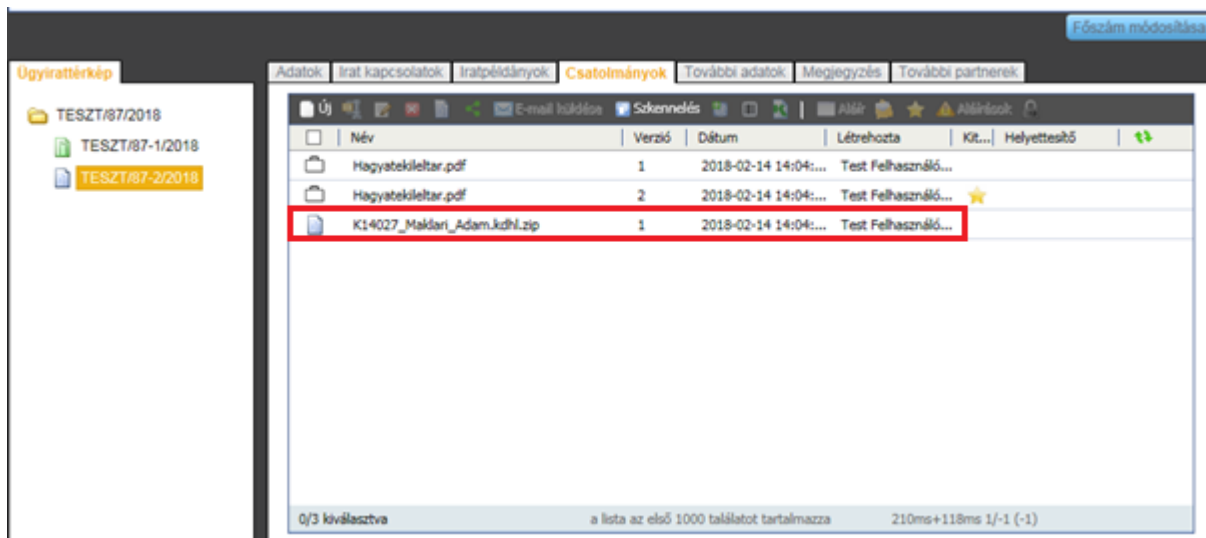 Főszám módosítása
Ügyirattérkép
Adatok Irat kapcsolatok Iratpéldányok Csatolmányok További adatok Megjegyzés További partnerek
TESZT/87/2018
TESZT/87-1/2018
TESZT/87-2/2018
Új E-mail küldése Szkennelés Aláír Aláírások
Név Verzió Dátum Létrehozta Kit... Helyettesítő
Hagyatekileltar.pdf 1 2018-02-14 14:04:... Test Felhasználó...
Hagyatekileltar.pdf 2 2018-02-14 14:04:... Test Felhasználó...
K14027_Maklari_Adam.kdhl.zip 1 2018-02-14 14:04:... Test Felhasználó...
0/3 kiválasztva a lista az első 1000 találatot tartalmazza 210ms+118ms 1/-1 (-1)